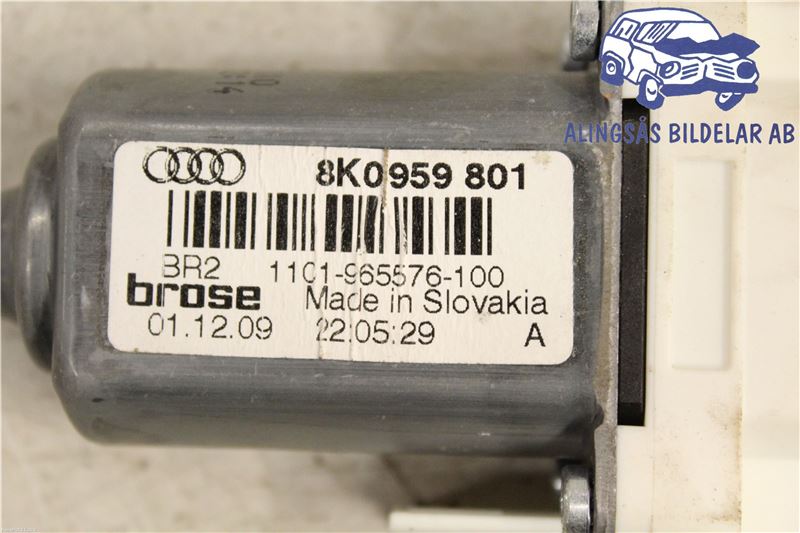 ALINGSÅS BILDELAR AB
8K0959 801
BR2 1101-965576-100
brose Made in Slovakia
01.12.09 22:05:29 A